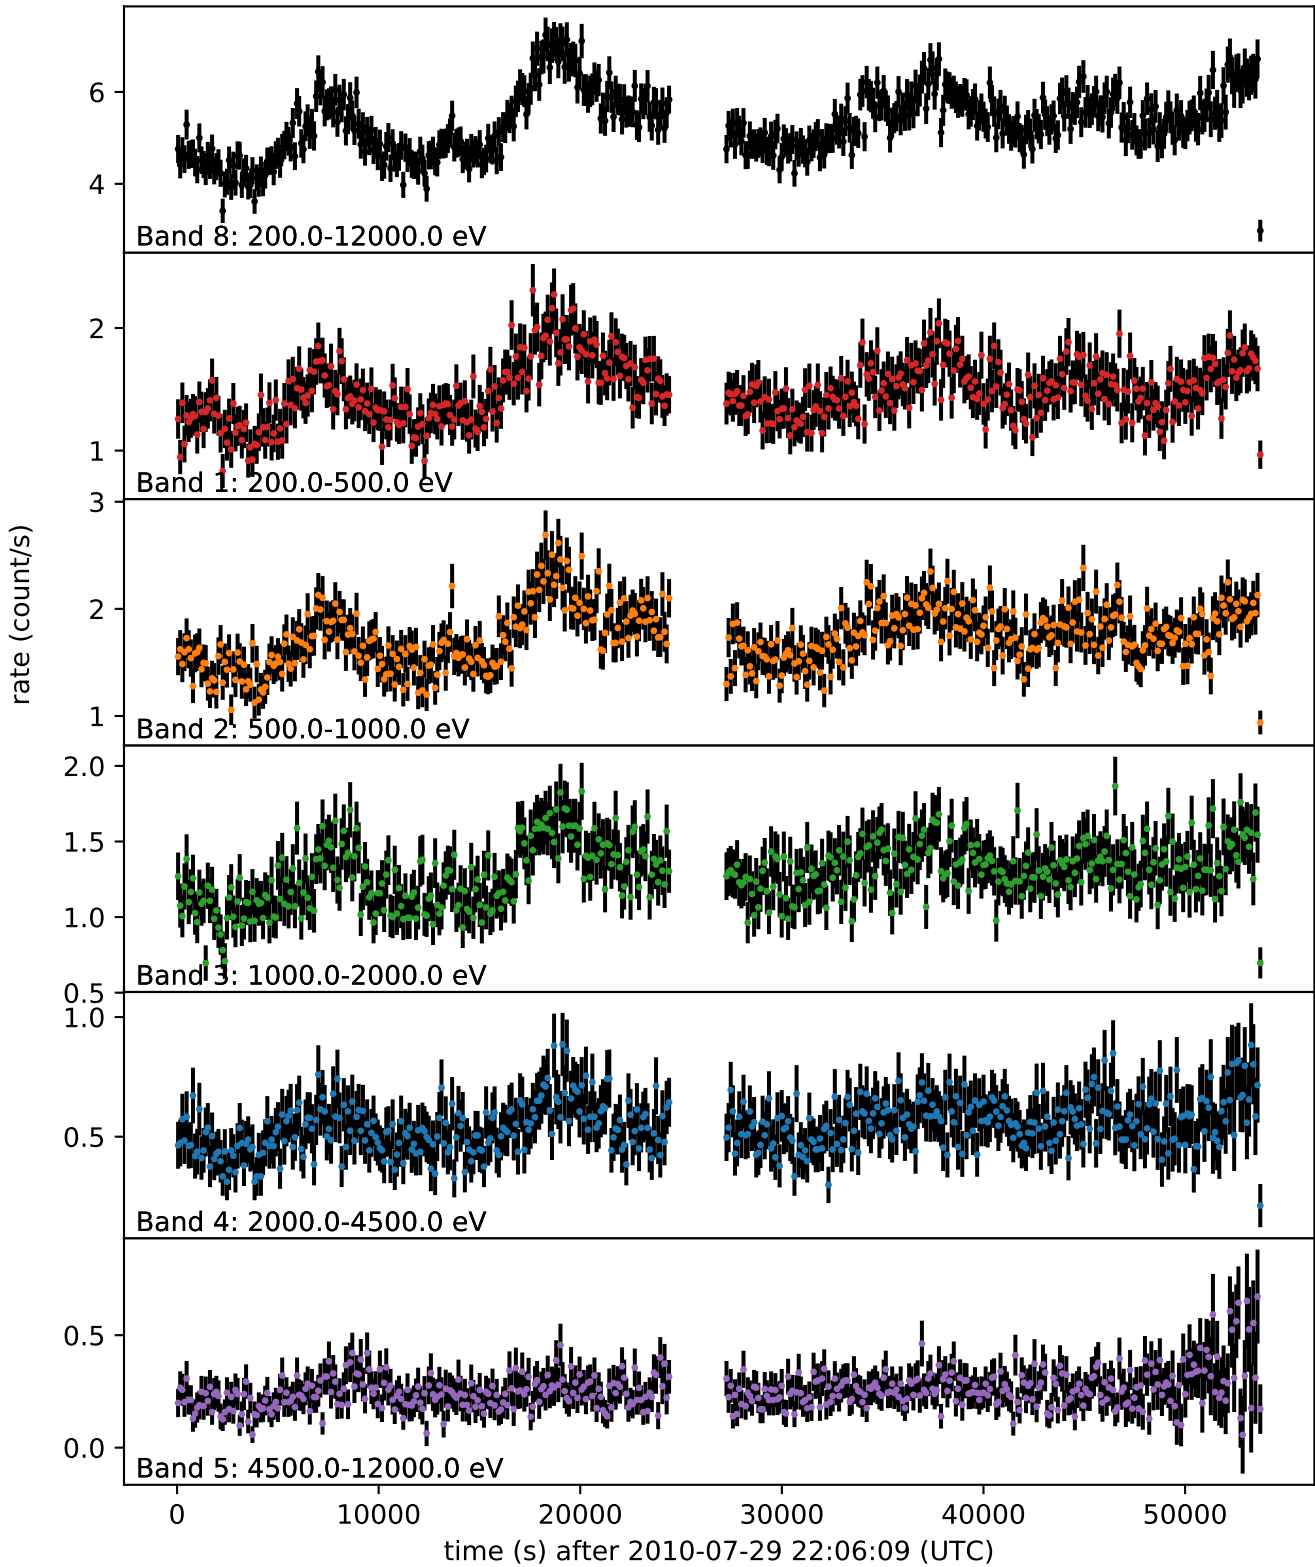 6
4
Band 8: 200.0-12000.0 eV
2
1
Band 1: 200.0-500.0 eV
3
2
1
Band 2: 500.0-1000.0 eV
rate (count/s)
2.0
1.5
1.0
0.5
Band 3: 1000.0-2000.0 eV
1.0
0.5
Band 4: 2000.0-4500.0 eV
0.5
0.0
Band 5: 4500.0-12000.0 eV
0 10000 20000 30000 40000 50000
time (s) after 2010-07-29 22:06:09 (UTC)